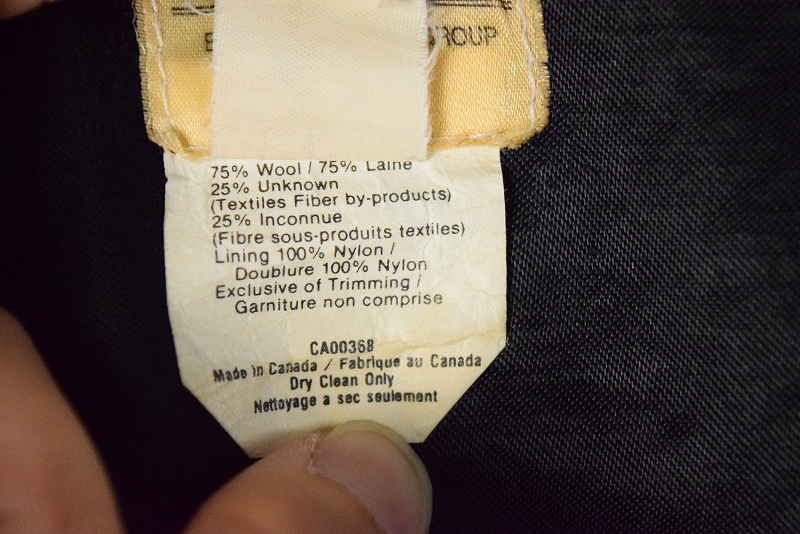 GROUP
75% Wool / 75% Laine
25% Unknown
(Textiles Fiber by-products)
25% Inconnue
(Fibre sous-produits textiles)
Lining 100% Nylon /
Doublure 100% Nylon
Exclusive of Trimming /
Garniture non comprise
CA00368
Made in Canada / Fabrique au Canada
Dry Clean Only
Nettoyage a sec seulement